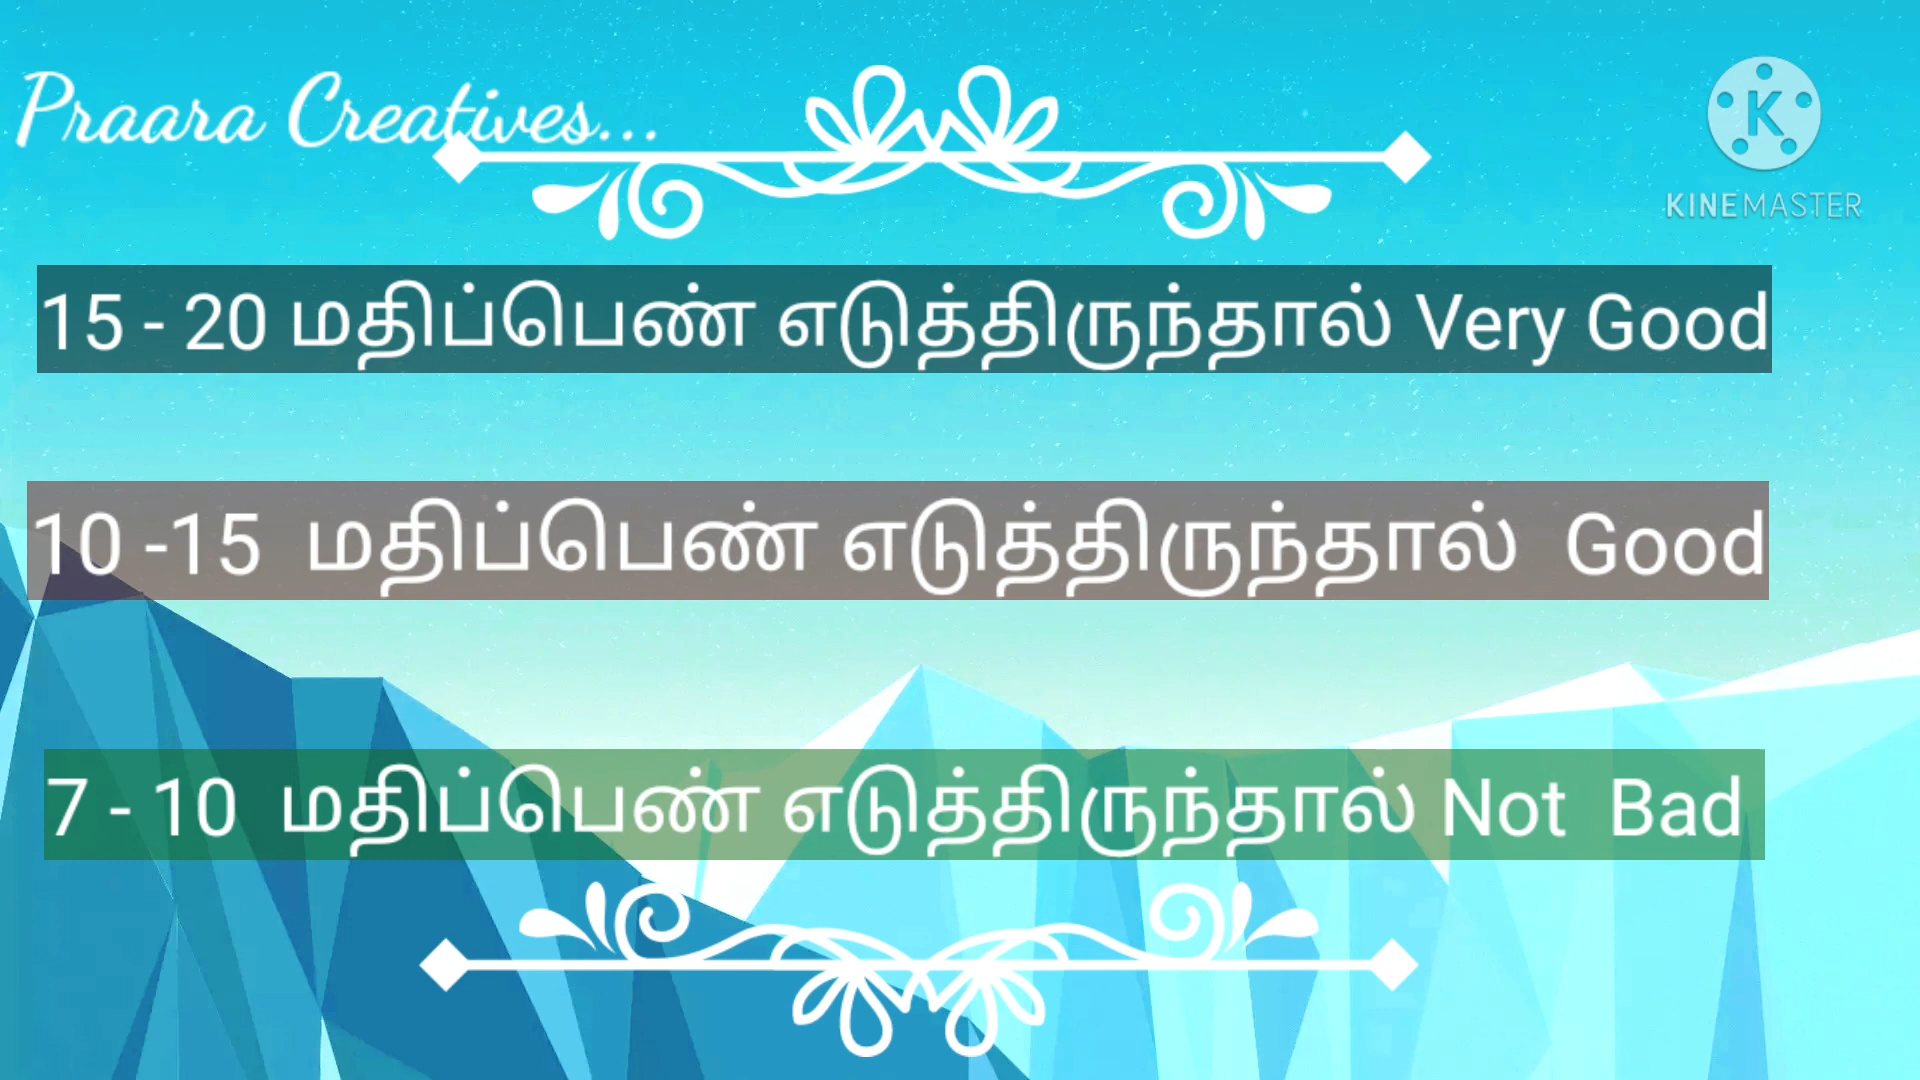 Praara Creatives...
K
KINEMASTER
15 - 20 மதிப்பெண் எடுத்திருந்தால் Very Good
10 -15 மதிப்பெண் எடுத்திருந்தால் Good
7 - 10 மதிப்பெண் எடுத்திருந்தால் Not Bad